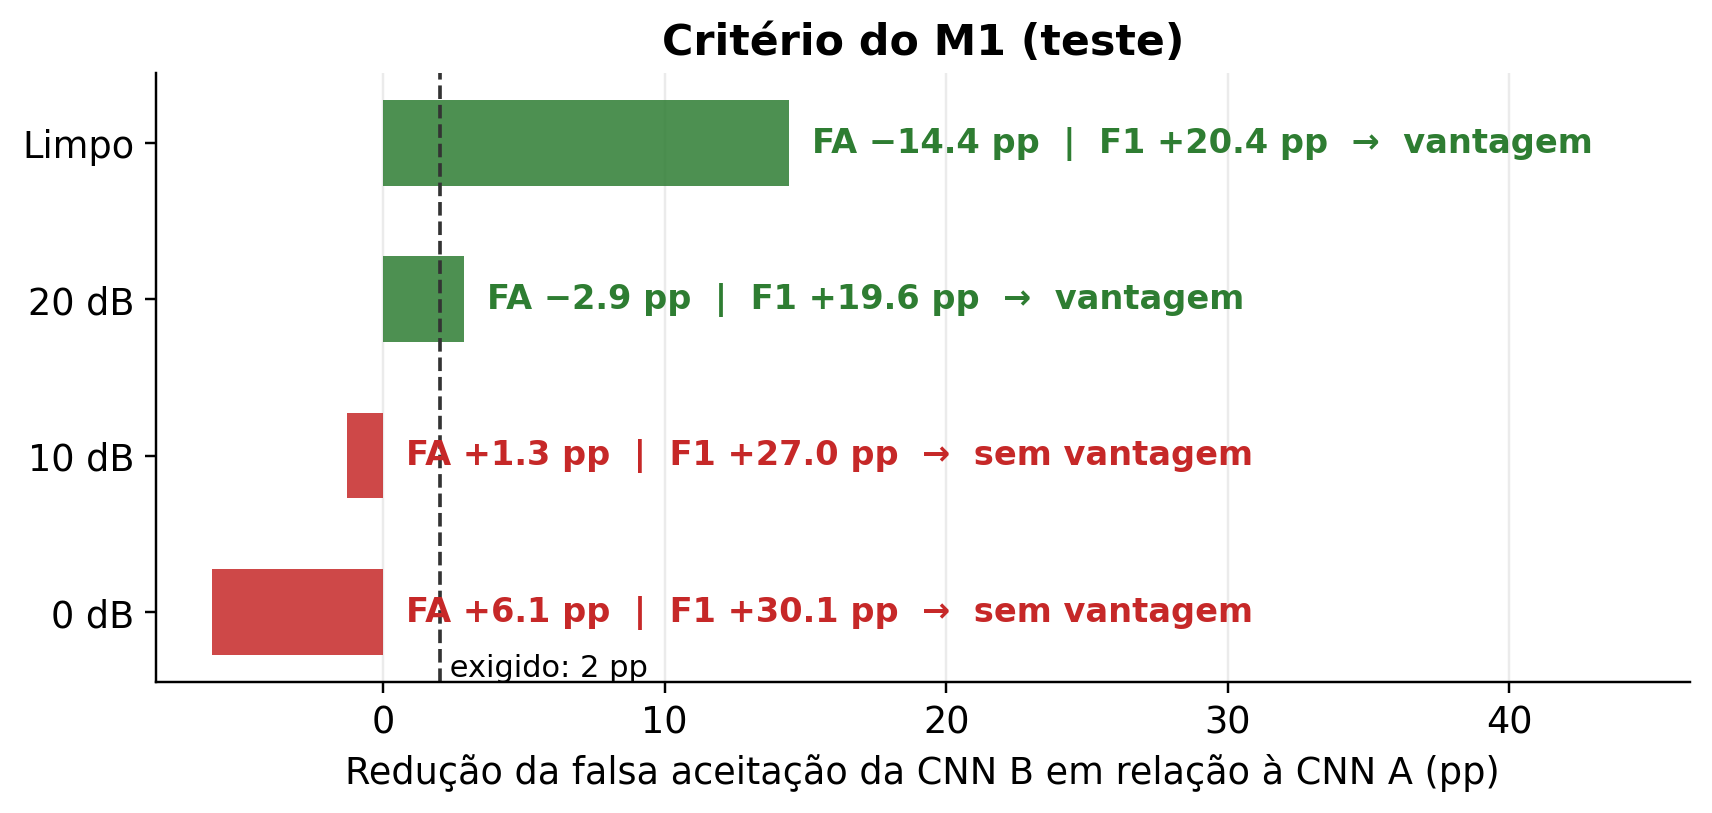 Critério do M1 (teste)
Limpo
FA −14.4 pp | F1 +20.4 pp → vantagem
20 dB
FA −2.9 pp | F1 +19.6 pp → vantagem
10 dB
FA +1.3 pp | F1 +27.0 pp → sem vantagem
0 dB
FA +6.1 pp | F1 +30.1 pp → sem vantagem
exigido: 2 pp
0 10 20 30 40
Redução da falsa aceitação da CNN B em relação à CNN A (pp)